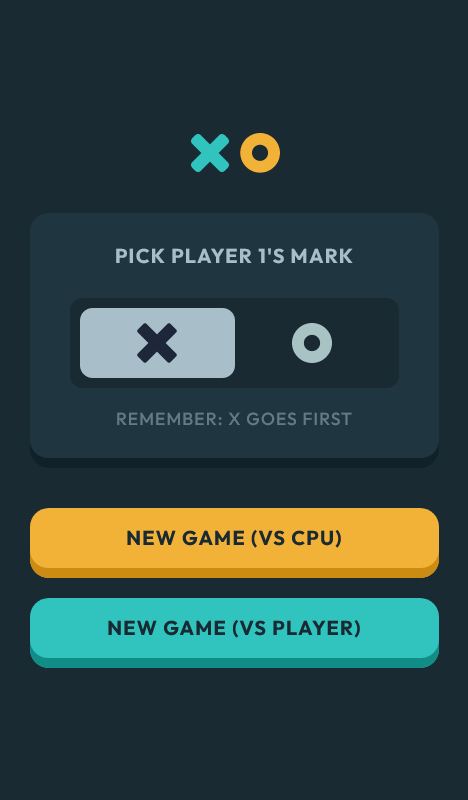 PICK PLAYER 1'S MARK
REMEMBER: X GOES FIRST
NEW GAME (VS CPU)
NEW GAME (VS PLAYER)